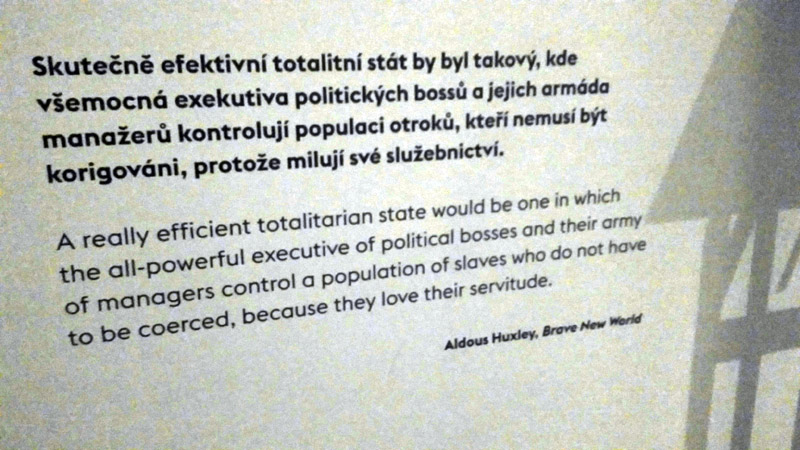 Skutečně efektivní totalitní stát by byl takový, kde
všemocná exekutiva politických bossů a jejich armáda
manažerů kontrolují populaci otroků, kteří nemusí být
korigováni, protože milují své služebnictví.
A really efficient totalitarian state would be one in which
the all-powerful executive of political bosses and their army
of managers control a population of slaves who do not have
to be coerced, because they love their servitude.
Aldous Huxley, Brave New World